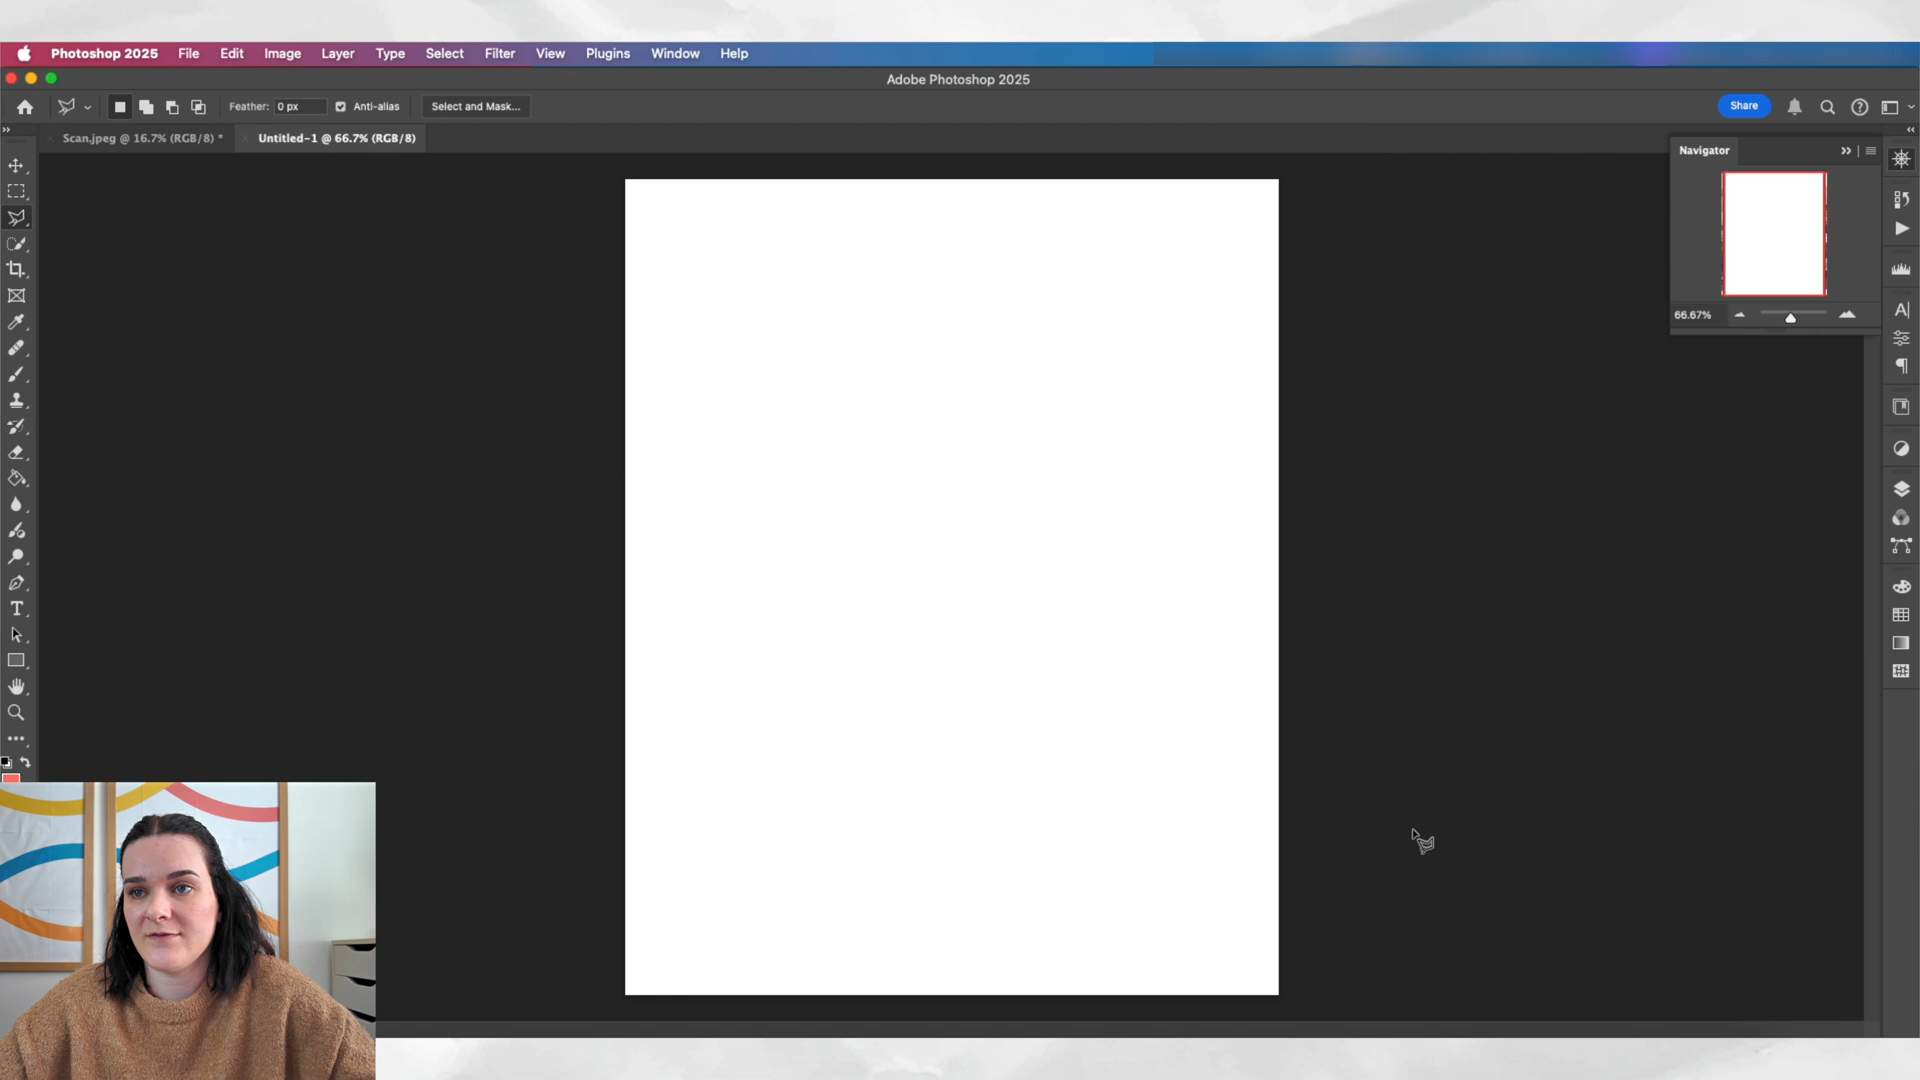 Photoshop 2025 File Edit Image Layer Type Select Filter View Plugins Window Help
Adobe Photoshop 2025
Feather: 0 px Anti-alias Select and Mask... Share
Scan.jpeg @ 16.7% (RGB/8) * Untitled-1 @ 66.7% (RGB/8)
Navigator
66.67%